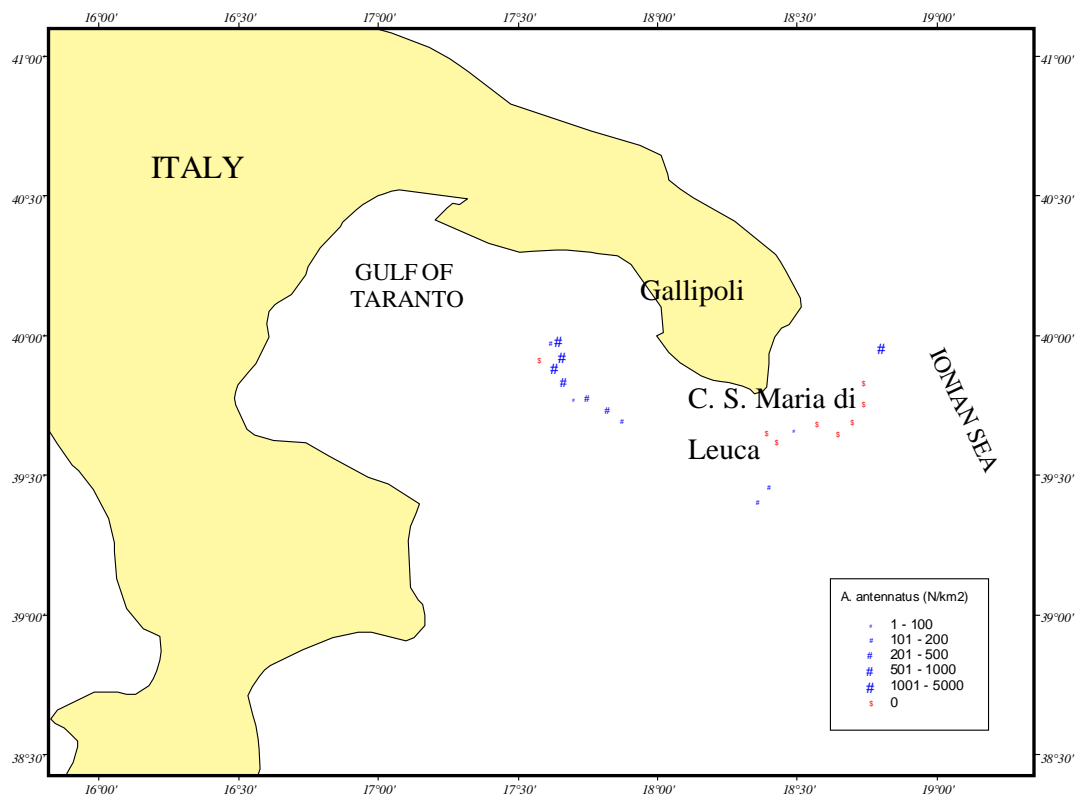 16°00' 16°30' 17°00' 17°30' 18°00' 18°30' 19°00'
41°00' 41°00'
ITALY
40°30' 40°30'
GULF OF
TARANTO
Gallipoli
40°00' 40°00'
# #
$ #
# #
# # #
#
#
$
IONIAN SEA
C. S. Maria di $
$ # $ $ $
$
Leuca
39°30' 39°30'
#
#
A. antennatus (N/km2)
# 1 - 100
# 101 - 200
# 201 - 500
# 501 - 1000
# 1001 - 5000
$ 0
39°00' 39°00'
38°30' 38°30'
16°00' 16°30' 17°00' 17°30' 18°00' 18°30' 19°00'